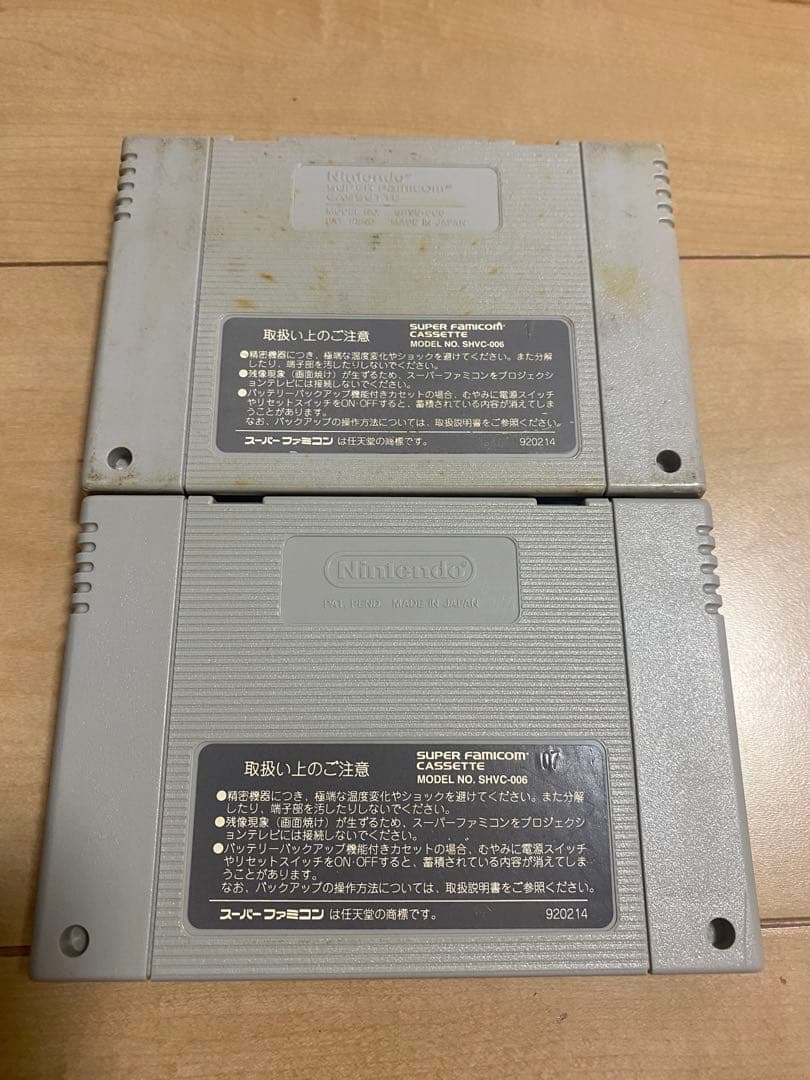 Nintendo®
SUPER FAMICOM®
CASSETTE
MODEL NO. SHVC-006
PAT. PEND. MADE IN JAPAN
取扱い上のご注意
SUPER FAMICOM®
CASSETTE
MODEL NO. SHVC-006
●精密機器につき，極端な温度変化やショックを避けてください。また分解
したり，端子部を汚したりしないでください。
●残像現象（画面焼け）が生ずるため，スーパーファミコンをプロジェクシ
ョンテレビには接続しないでください。
●バッテリーバックアップ機能付きカセットの場合，むやみに電源スイッチ
やリセットスイッチをON·OFFすると，蓄積されている内容が消えてしま
うことがあります。
なお，バックアップの操作方法については，取扱説明書をご参照ください。
スーパーファミコン は任天堂の商標です。
920214
Nintendo®
PAT. PEND. MADE IN JAPAN
取扱い上のご注意
SUPER FAMICOM®
CASSETTE
MODEL NO. SHVC-006
07
●精密機器につき，極端な温度変化やショックを避けてください。また分解
したり，端子部を汚したりしないでください。
●残像現象（画面焼け）が生ずるため，スーパーファミコンをプロジェクシ
ョンテレビには接続しないでください。
●バッテリーバックアップ機能付きカセットの場合，むやみに電源スイッチ
やリセットスイッチをON·OFFすると，蓄積されている内容が消えてしま
うことがあります。
なお，バックアップの操作方法については，取扱説明書をご参照ください。
スーパーファミコン は任天堂の商標です。
920214